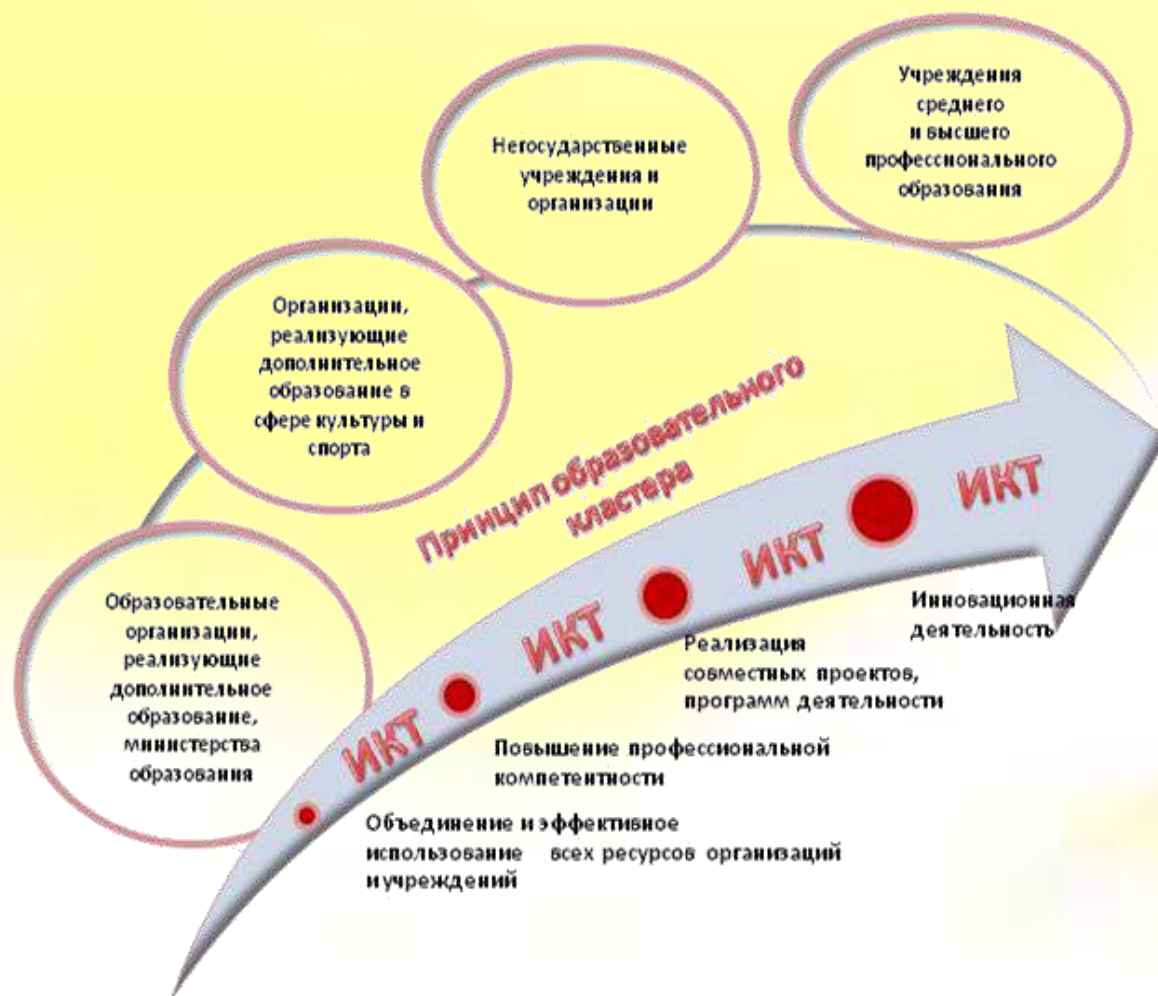 Учреждения
среднего
и высшего
профессионального
образования
Негосударственные
учреждения и
организации
Организации,
реализующие
дополнительное
образование в
сфере культуры и
спорта
Образовательные
организации,
реализующие
дополнительное
образование,
министерства
образования
Принцип образовательного
кластера
ИКТ
ИКТ
ИКТ
ИКТ
Инновационная
деятельность
Реализация
совместных проектов,
программ деятельности
Повышение профессиональной
компетентности
Объединение и эффективное
использование всех ресурсов организаций
и учреждений